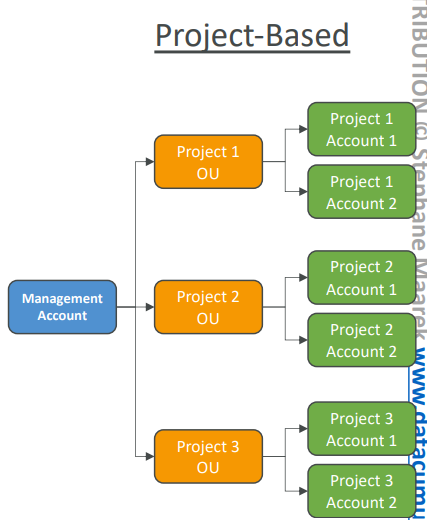 Project-Based
Project 1
Account 1
Project 1
OU
Project 1
Account 2
Project 2
Account 1
Management
Account
Project 2
OU
Project 2
Account 2
Project 3
Account 1
Project 3
OU
Project 3
Account 2
TRIBUTION © Stephane Maarek www.datacumu